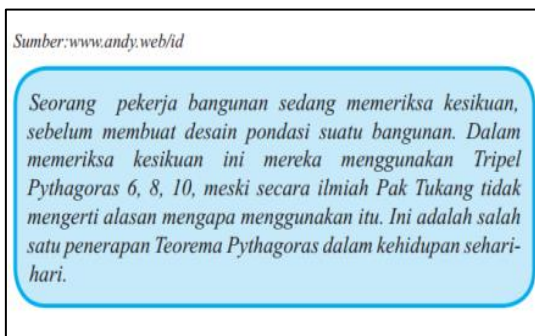 Sumber:www.andy.web/id
Seorang pekerja bangunan sedang memeriksa kesikuan,
sebelum membuat desain pondasi suatu bangunan. Dalam
memeriksa kesikuan ini mereka menggunakan Tripel
Pythagoras 6, 8, 10, meski secara ilmiah Pak Tukang tidak
mengerti alasan mengapa menggunakan itu. Ini adalah salah
satu penerapan Teorema Pythagoras dalam kehidupan sehari-
hari.